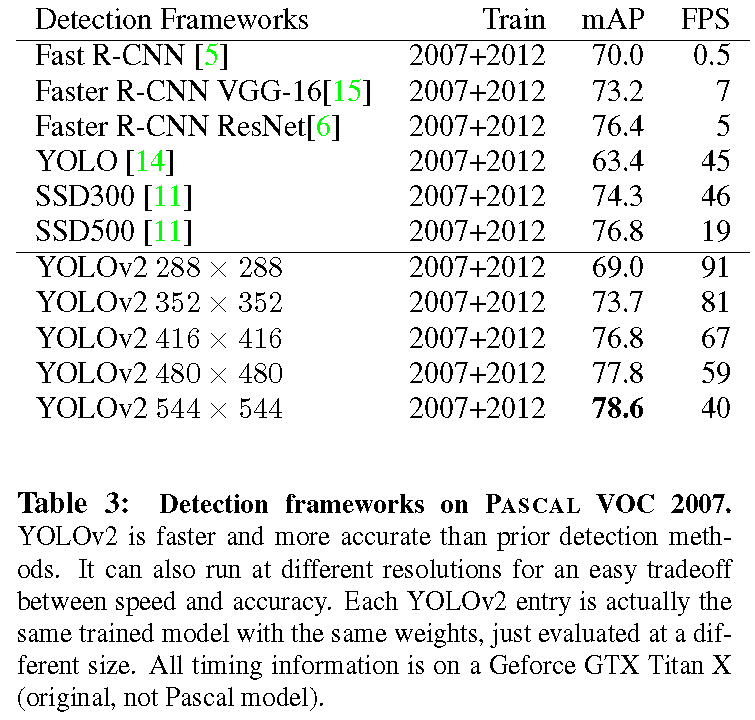 Detection Frameworks Train mAP FPS
Fast R-CNN [5] 2007+2012 70.0 0.5
Faster R-CNN VGG-16[15] 2007+2012 73.2 7
Faster R-CNN ResNet[6] 2007+2012 76.4 5
YOLO [14] 2007+2012 63.4 45
SSD300 [11] 2007+2012 74.3 46
SSD500 [11] 2007+2012 76.8 19
YOLOv2 288 × 288 2007+2012 69.0 91
YOLOv2 352 × 352 2007+2012 73.7 81
YOLOv2 416 × 416 2007+2012 76.8 67
YOLOv2 480 × 480 2007+2012 77.8 59
YOLOv2 544 × 544 2007+2012 78.6 40
Table 3: Detection frameworks on PASCAL VOC 2007.
YOLOv2 is faster and more accurate than prior detection meth-
ods. It can also run at different resolutions for an easy tradeoff
between speed and accuracy. Each YOLOv2 entry is actually the
same trained model with the same weights, just evaluated at a dif-
ferent size. All timing information is on a Geforce GTX Titan X
(original, not Pascal model).